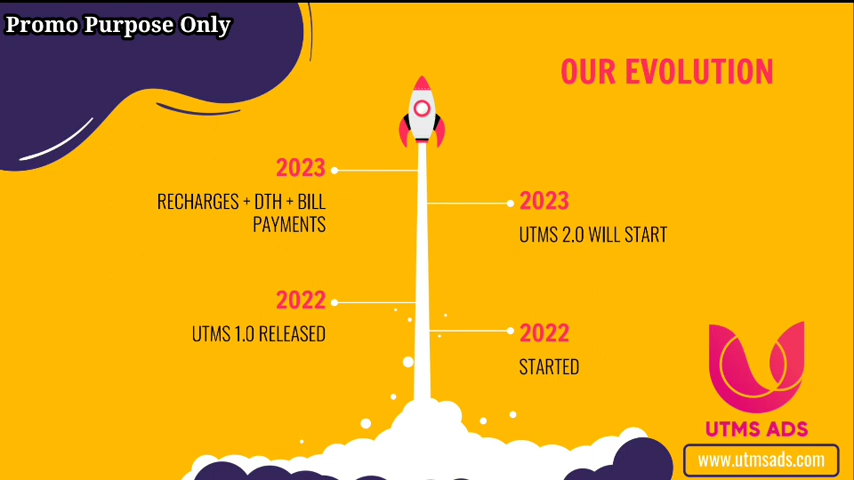 Promo Purpose Only
OUR EVOLUTION
2023
RECHARGES + DTH + BILL
PAYMENTS
2023
UTMS 2.0 WILL START
2022
UTMS 1.0 RELEASED
2022
STARTED
UTMS ADS
www.utmsads.com